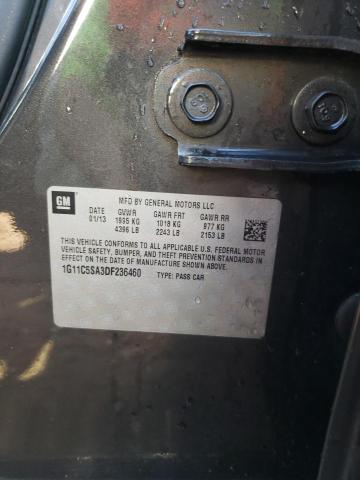 GM
MFD BY GENERAL MOTORS LLC
DATE GVWR GAWR FRT GAWR RR
01/13 1995 KG 1018 KG 977 KG
4396 LB 2243 LB 2153 LB
THIS VEHICLE CONFORMS TO ALL APPLICABLE U.S. FEDERAL MOTOR
VEHICLE SAFETY, BUMPER, AND THEFT PREVENTION STANDARDS IN
EFFECT ON THE DATE OF MANUFACTURE SHOWN ABOVE.
1G11C5SA3DF236460 TYPE: PASS CAR